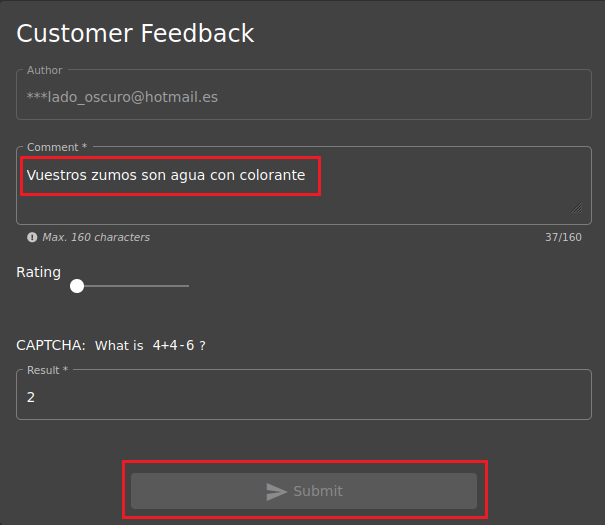 Customer Feedback
Author
***lado_oscuro@hotmail.es
Comment *
Vuestros zumos son agua con colorante
Max. 160 characters 37/160
Rating
CAPTCHA: What is 4+4-6 ?
Result *
2
Submit